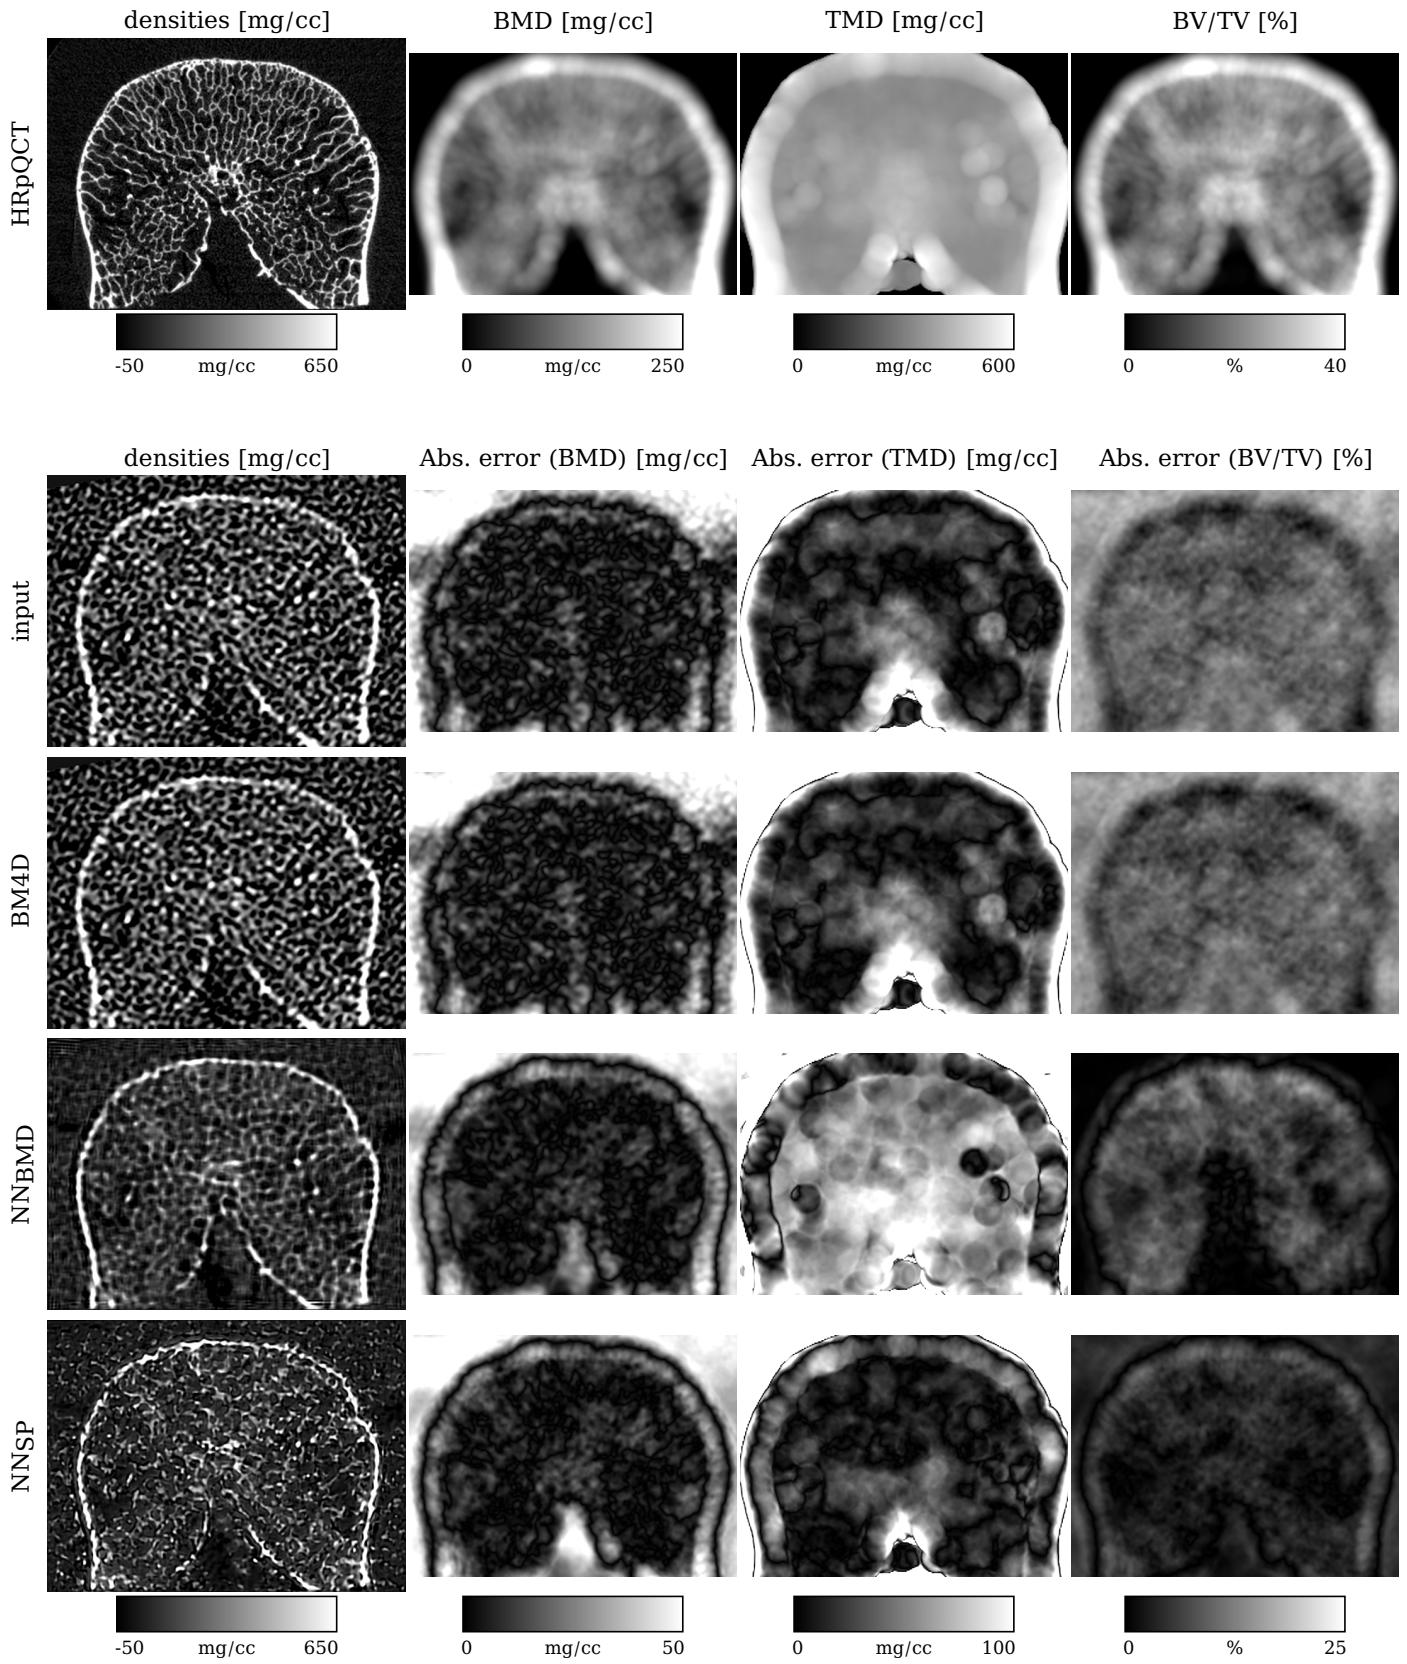 densities [mg/cc] BMD [mg/cc] TMD [mg/cc] BV/TV [%]
HRpQCT
-50 mg/cc 650 0 mg/cc 250 0 mg/cc 600 0 % 40
densities [mg/cc] Abs. error (BMD) [mg/cc] Abs. error (TMD) [mg/cc] Abs. error (BV/TV) [%]
input
BM4D
NNBMD
NNSP
-50 mg/cc 650 0 mg/cc 50 0 mg/cc 100 0 % 25